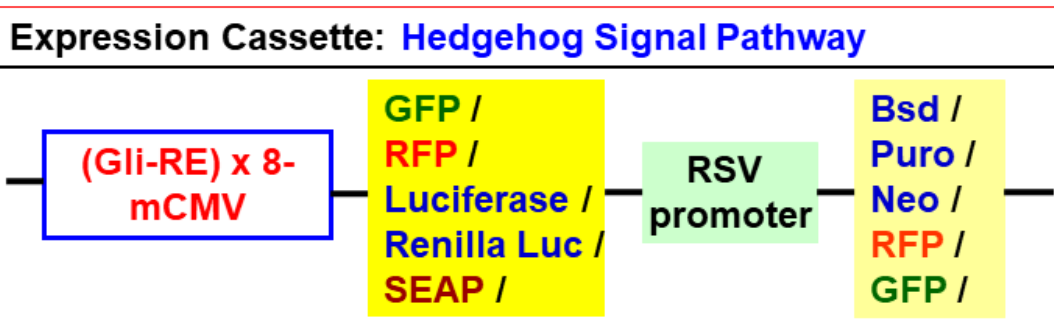 Expression Cassette: Hedgehog Signal Pathway
(Gli-RE) x 8-
mCMV
GFP /
RFP /
Luciferase /
Renilla Luc /
SEAP /
RSV
promoter
Bsd /
Puro /
Neo /
RFP /
GFP /